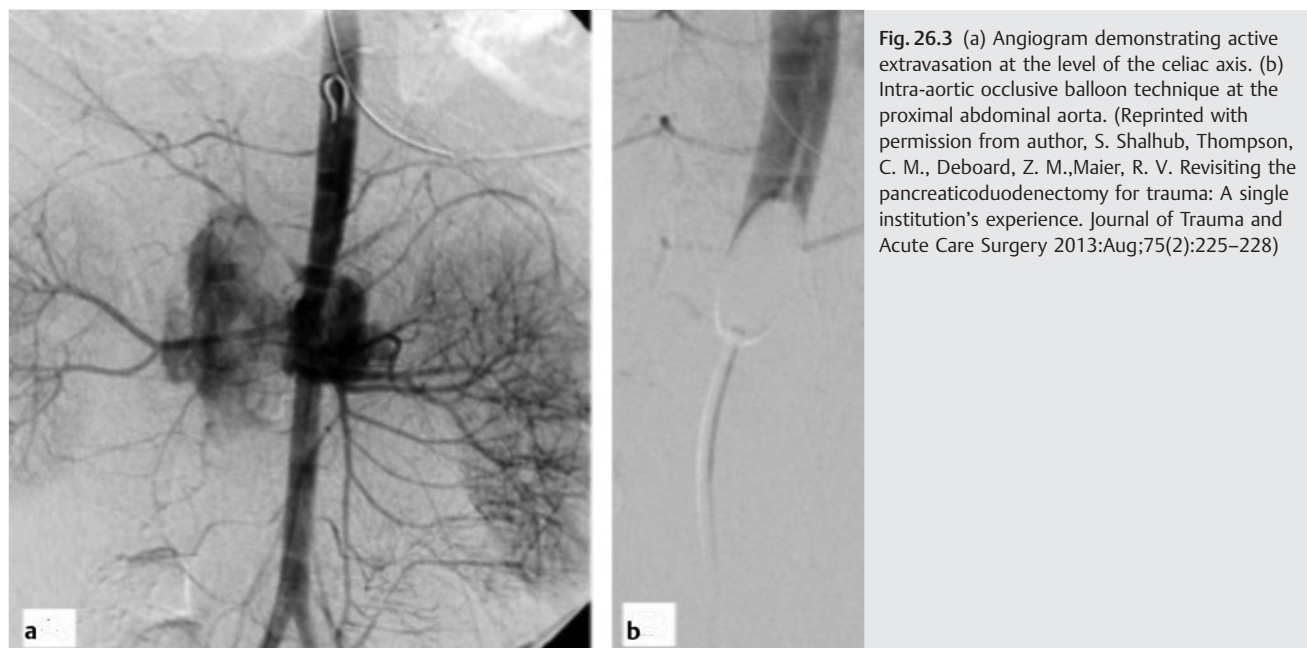 Fig. 26.3 (a) Angiogram demonstrating active
extravasation at the level of the celiac axis. (b)
Intra-aortic occlusive balloon technique at the
proximal abdominal aorta. (Reprinted with
permission from author, S. Shalhub, Thompson,
C. M., Deboard, Z. M.,Maier, R. V. Revisiting the
pancreaticoduodenectomy for trauma: A single
institution’s experience. Journal of Trauma and
Acute Care Surgery 2013:Aug;75(2):225–228)
a
b